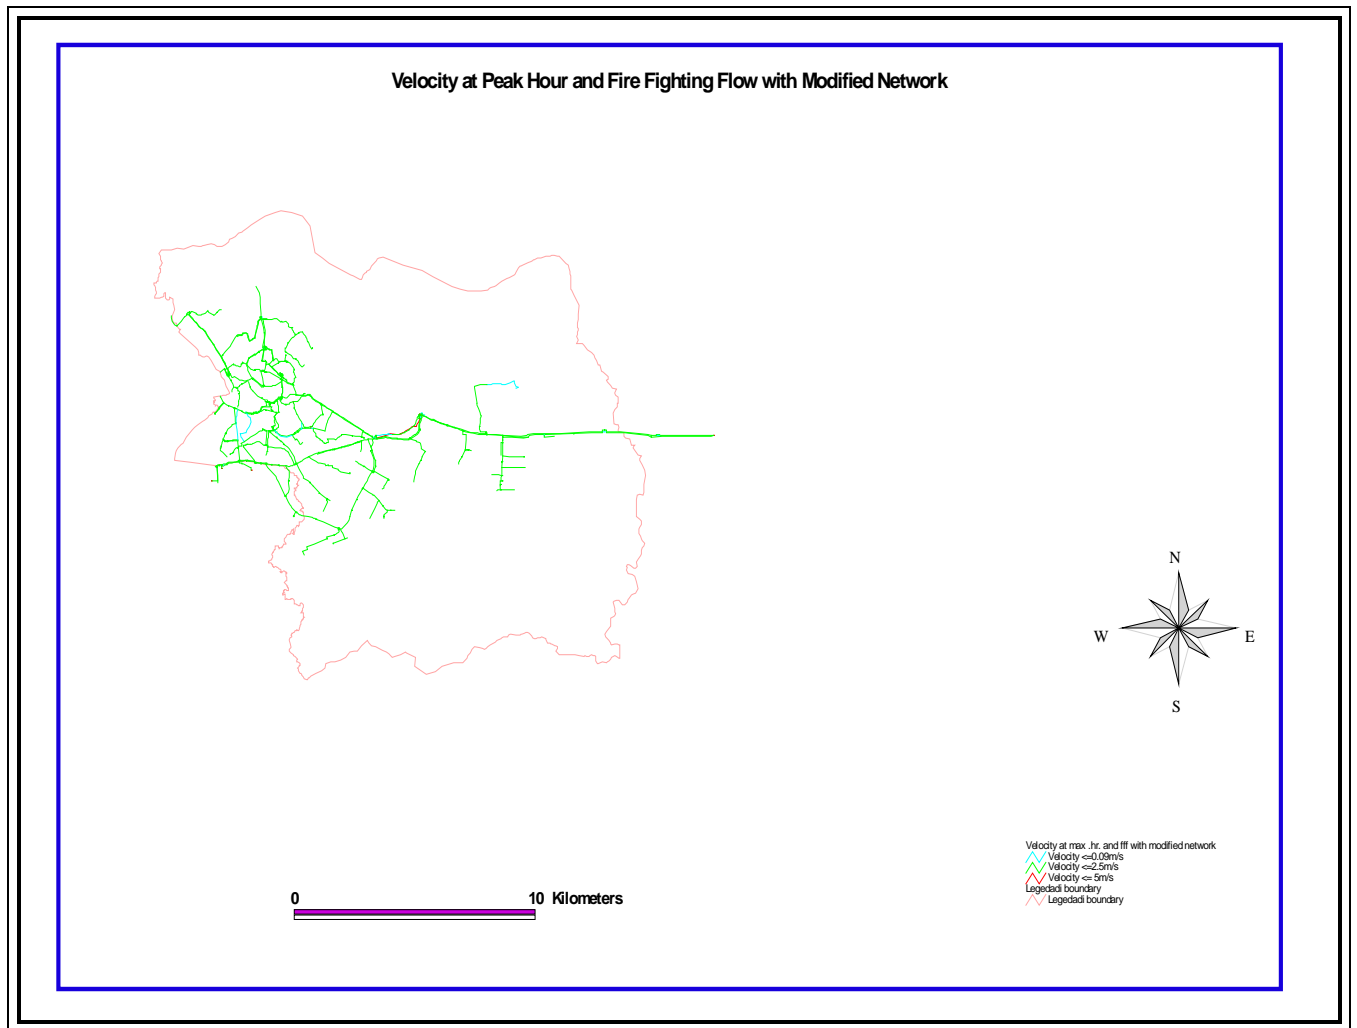 Velocity at Peak Hour and Fire Fighting Flow with Modified Network
N
W
E
S
Velocity at max .hr. and fff with modified network
Velocity <=0.09m/s
Velocity <=2.5m/s
Velocity <= 5m/s
Legedadi boundary
Legedadi boundary
0 10 Kilometers